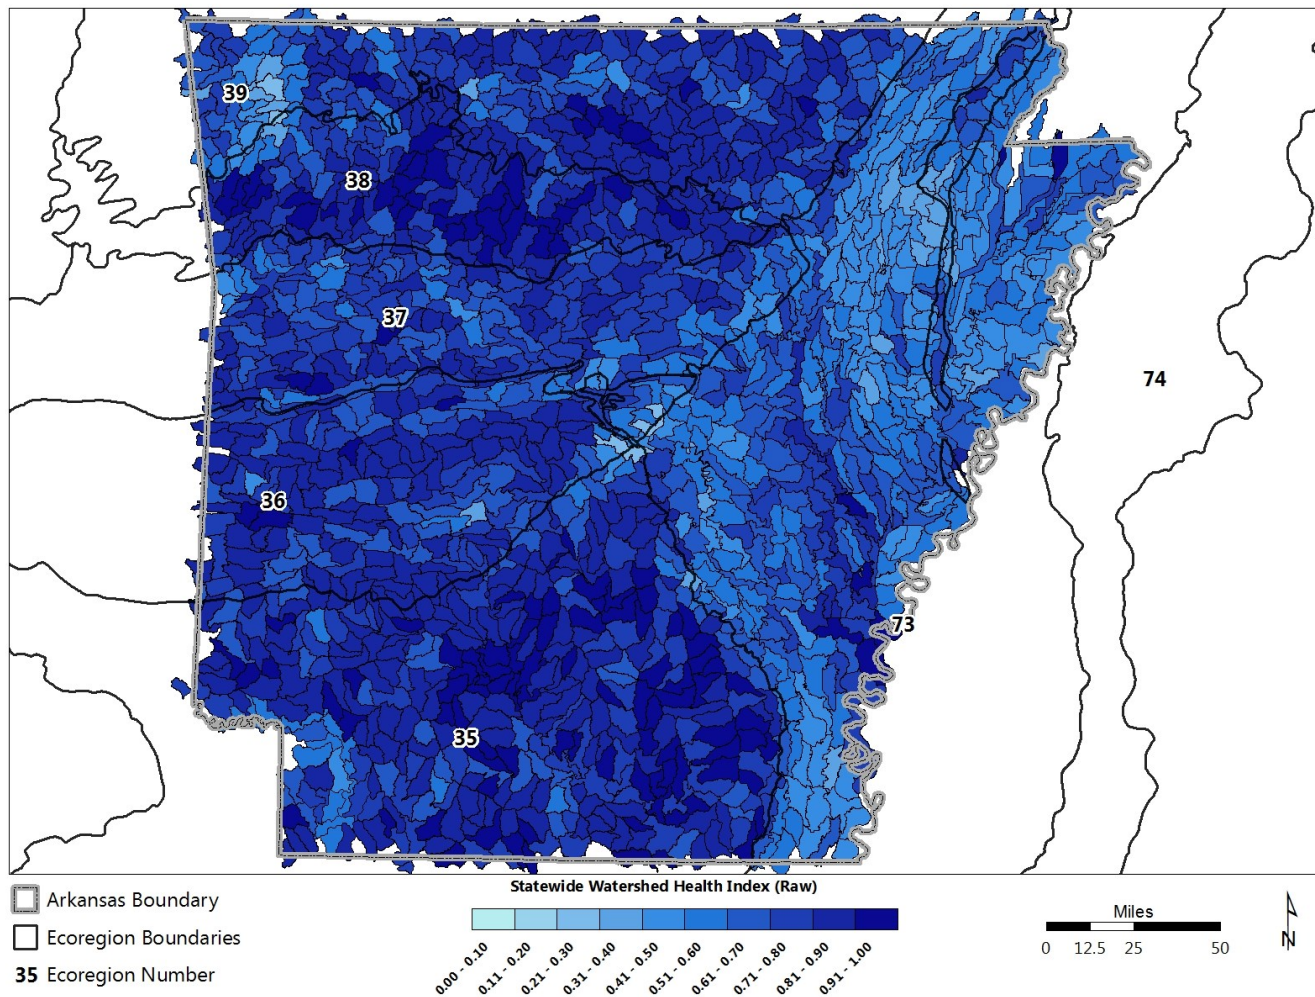 39
38
37
74
36
73
35
Statewide Watershed Health Index (Raw)
0.00 - 0.10
0.11 - 0.20
0.21 - 0.30
0.31 - 0.40
0.41 - 0.50
0.51 - 0.60
0.61 - 0.70
0.71 - 0.80
0.81 - 0.90
0.91 - 1.00
Arkansas Boundary
Ecoregion Boundaries
35 Ecoregion Number
Miles
0 12.5 25 50
N